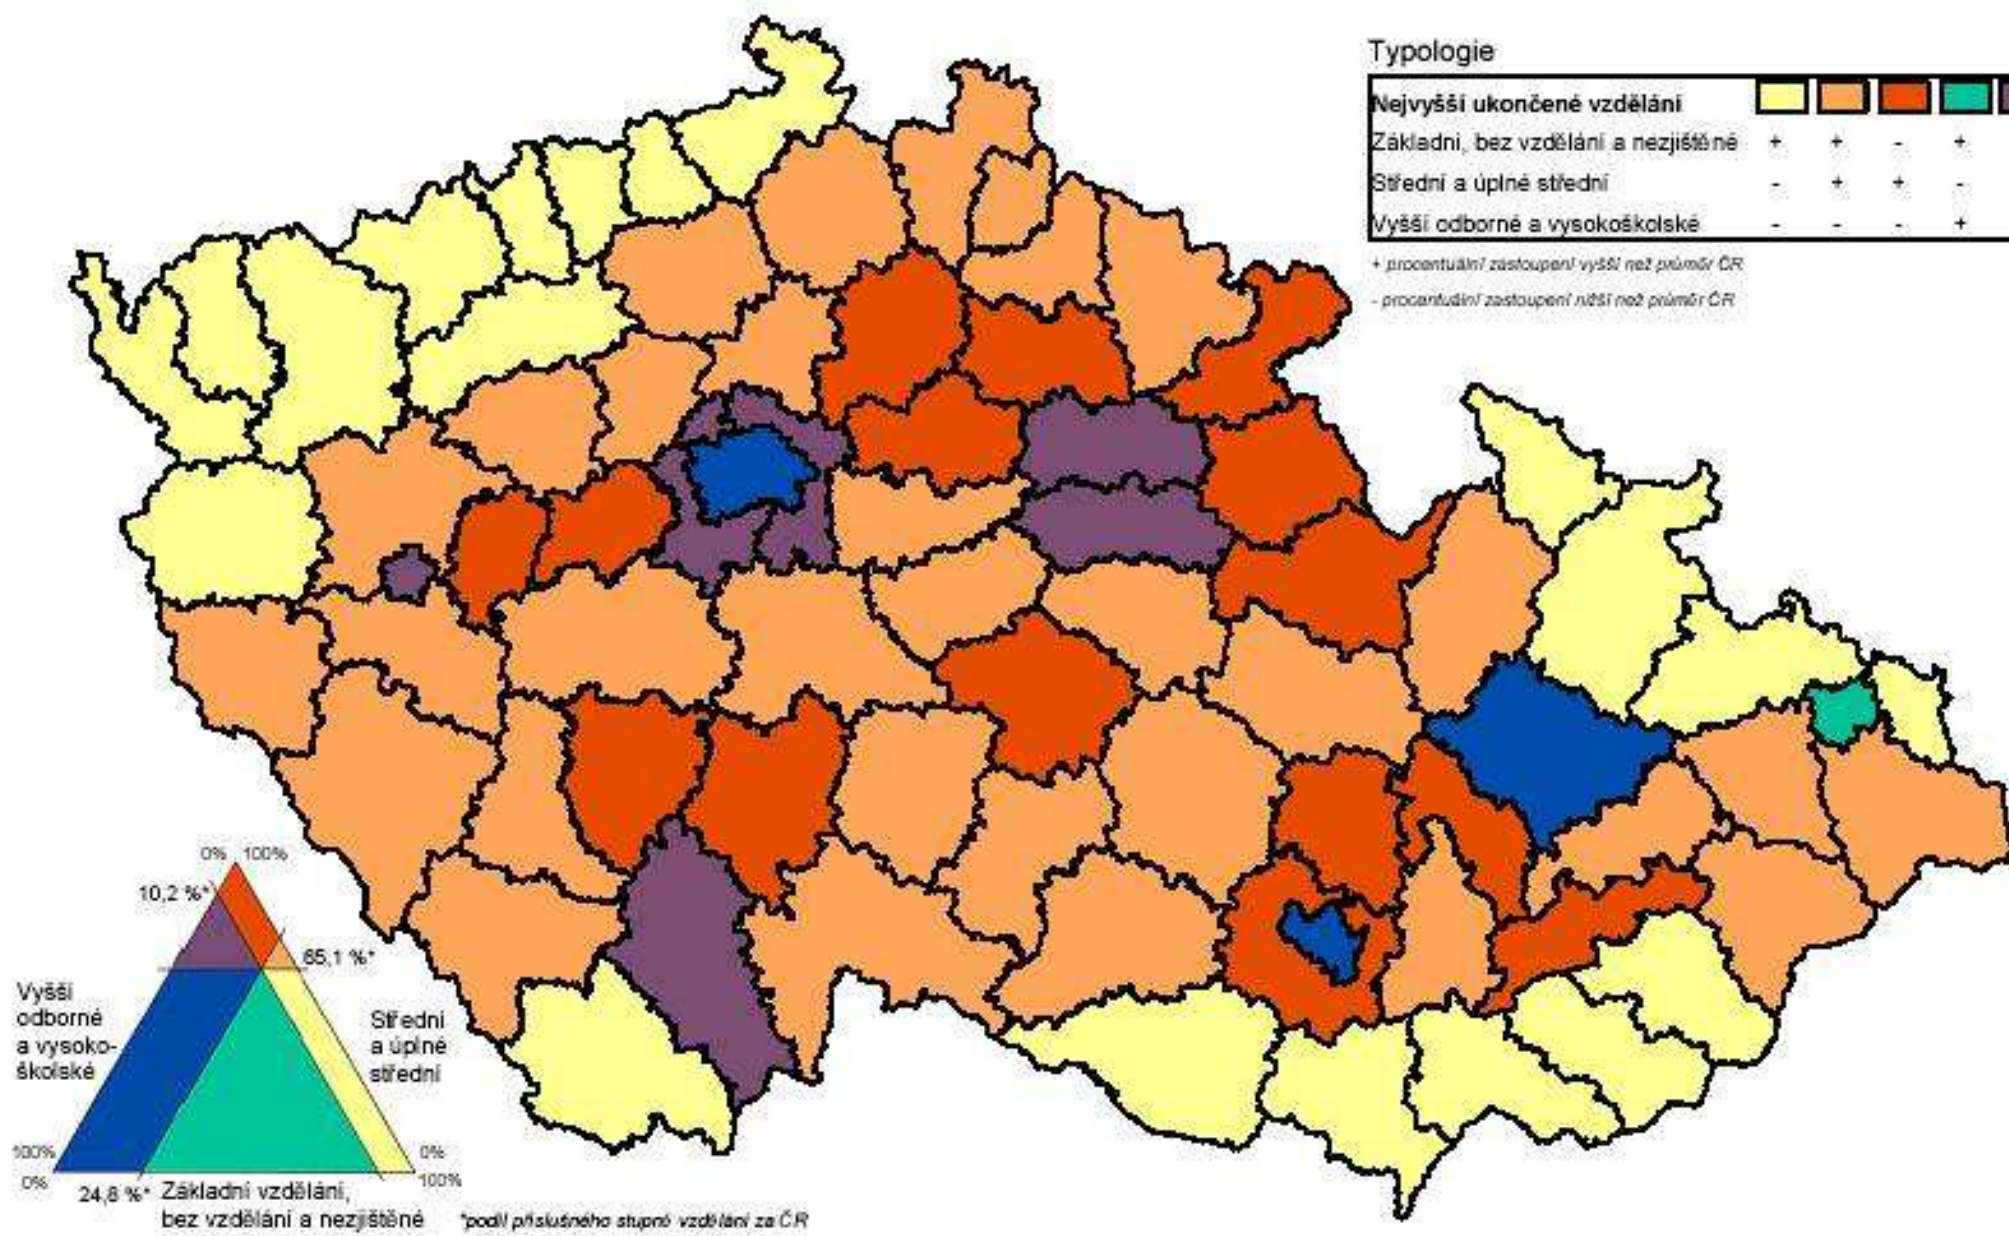 Typologie
Nejvyšší ukončené vzdělání
Základní, bez vzdělání a nezjištěné + + - +
Střední a úplné střední - + + -
Vyšší odborné a vysokoškolské - - - +
+ procentuální zastoupení vyšší než průměr ČR
- procentuální zastoupení nižší než průměr ČR
0% 100%
10,2 %*
65,1 %*
Vyšší
odborné
a vysoko-
školské
Střední
a úplné
střední
100%
0%
0%
100%
24,8 %*
Základní vzdělání,
bez vzdělání a nezjištěné
*podíl příslušného stupně vzdělání za ČR